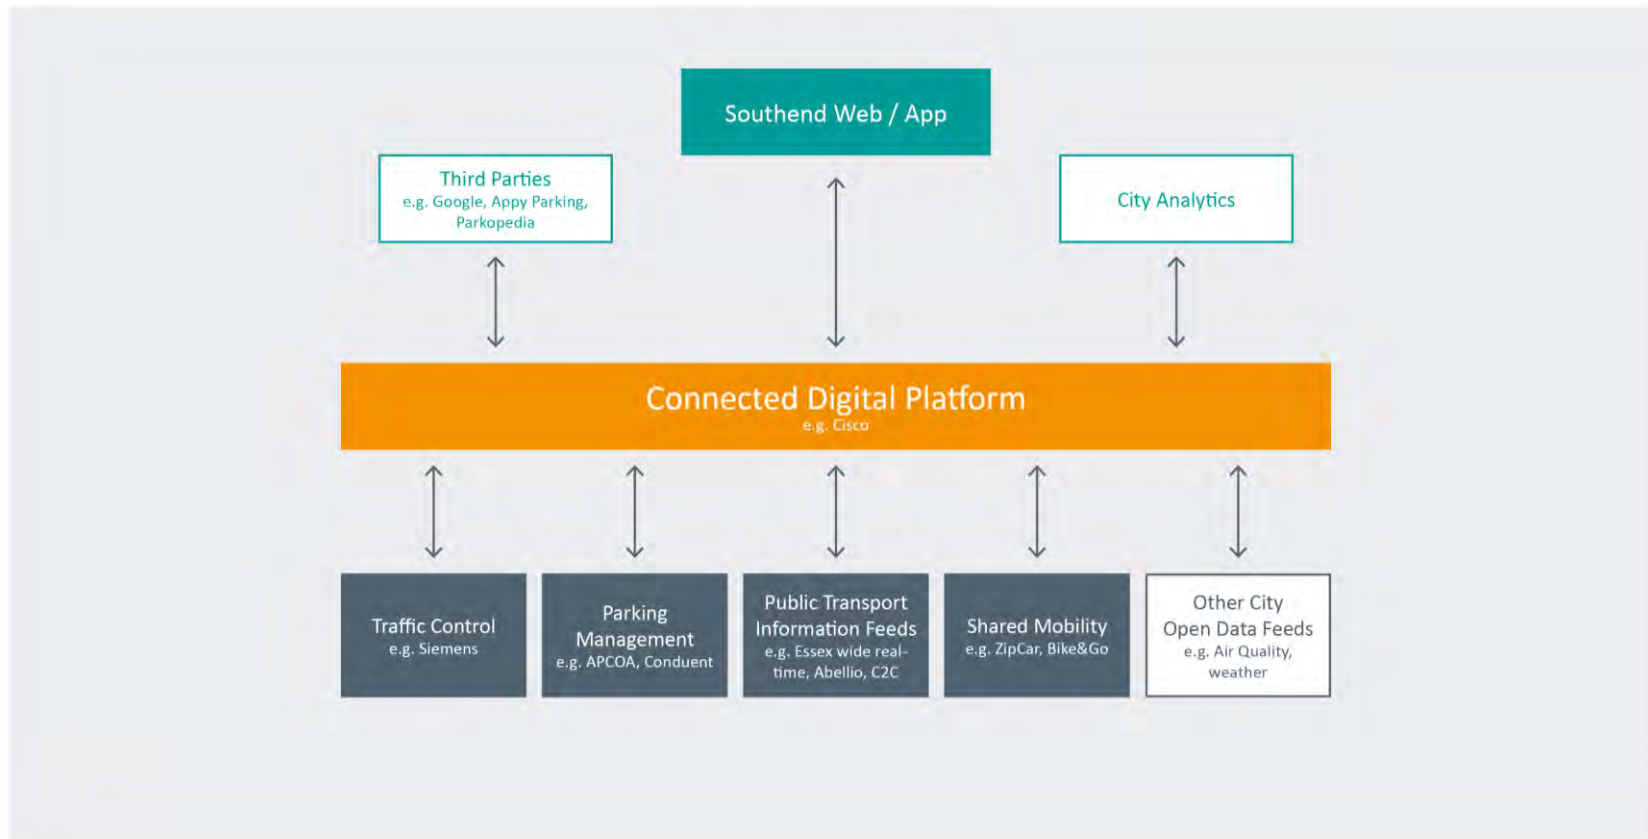 Southend Web / App
Third Parties
e.g. Google, Appy Parking,
Parkopedia
City Analytics
Connected Digital Platform
e.g. Cisco
Traffic Control
e.g. Siemens
Parking
Management
e.g. APCOA, Conduent
Public Transport
Information Feeds
e.g. Essex wide real-
time, Abellio, C2C
Shared Mobility
e.g. ZipCar, Bike&Go
Other City
Open Data Feeds
e.g. Air Quality,
weather